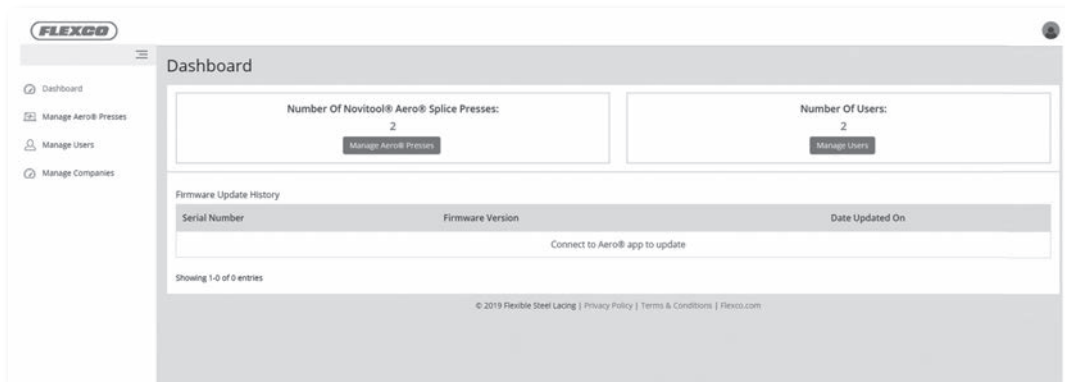 FLEXCO
Dashboard
Manage Aero® Presses
Manage Users
Manage Companies
Dashboard
Number Of Novitool® Aero® Splice Presses:
2
Manage Aero® Presses
Number Of Users:
2
Manage Users
Firmware Update History
Serial Number Firmware Version Date Updated On
Connect to Aero® app to update
Showing 1-0 of 0 entries
© 2019 Flexible Steel Lacing | Privacy Policy | Terms & Conditions | Flexco.com